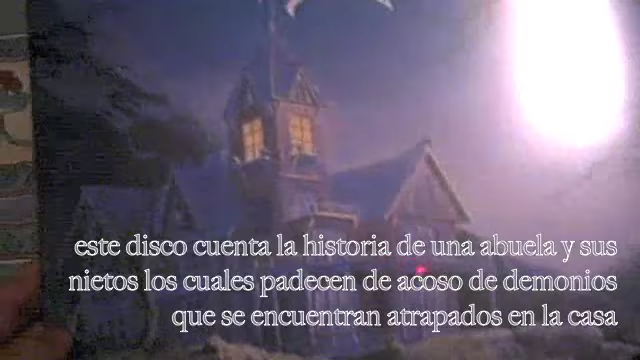 este disco cuenta la historia de una abuela y sus
nietos los cuales padecen de acoso de demonios
que se encuentran atrapados en la casa